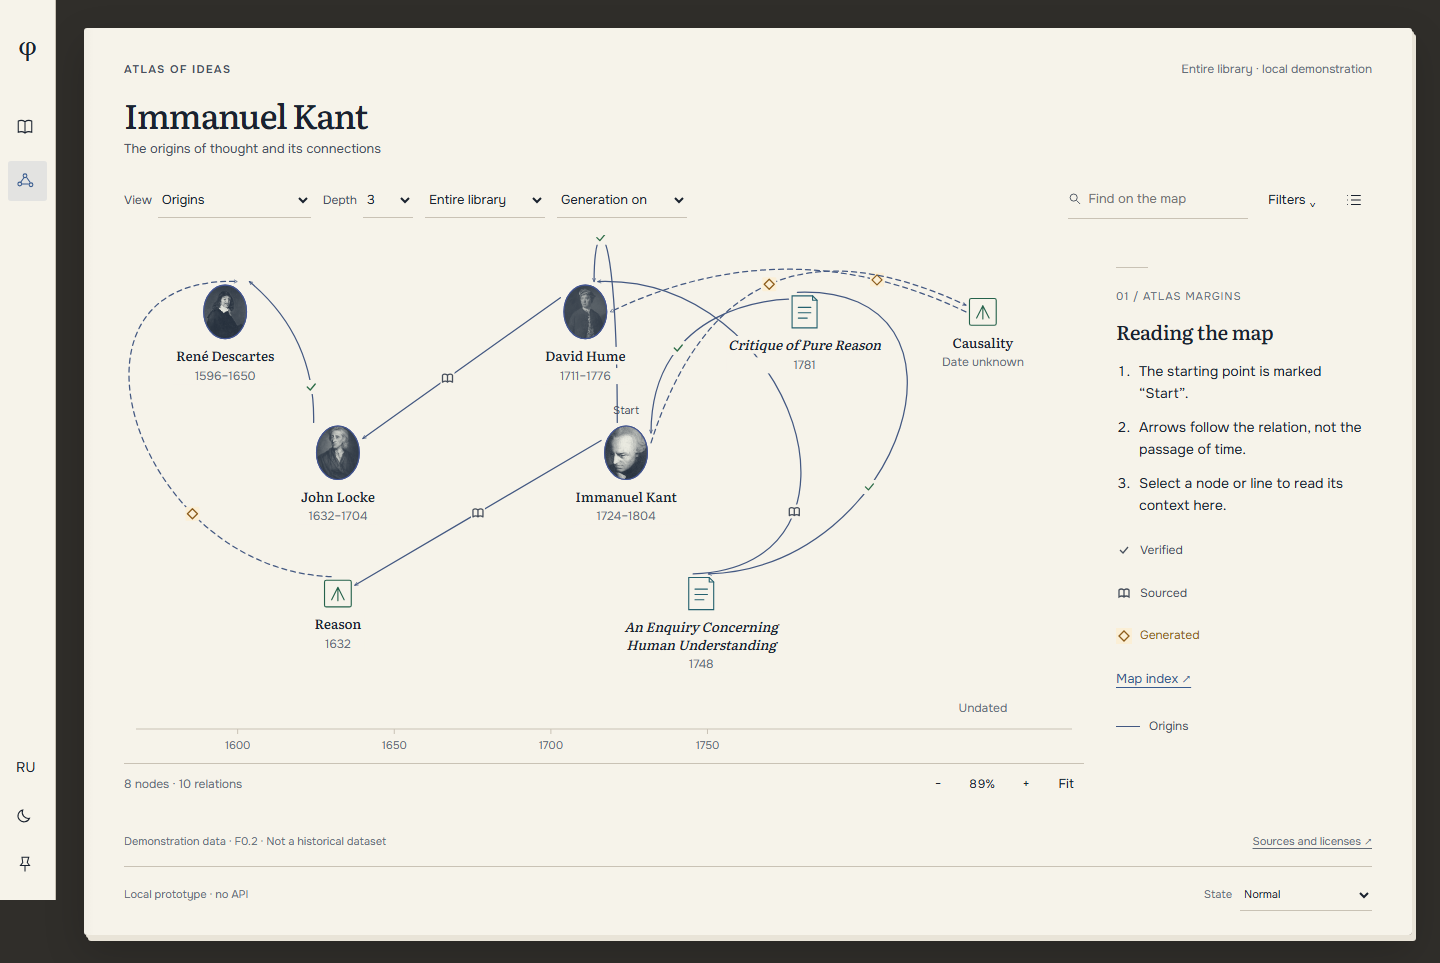 φ
ATLAS OF IDEAS
Entire library · local demonstration
Immanuel Kant
The origins of thought and its connections
View Origins Depth 3 Entire library Generation on
Find on the map Filters
René Descartes
1596–1650
David Hume
1711–1776
Critique of Pure Reason
1781
Causality
Date unknown
Start
John Locke
1632–1704
Immanuel Kant
1724–1804
Reason
1632
An Enquiry Concerning
Human Understanding
1748
Undated
1600 1650 1700 1750
8 nodes · 10 relations
− 89% + Fit
01 / ATLAS MARGINS
Reading the map
1. The starting point is marked
“Start”.
2. Arrows follow the relation, not the
passage of time.
3. Select a node or line to read its
context here.
Verified
Sourced
Generated
Map index ↗
Origins
RU
Demonstration data · F0.2 · Not a historical dataset
Sources and licenses ↗
Local prototype · no API
State Normal